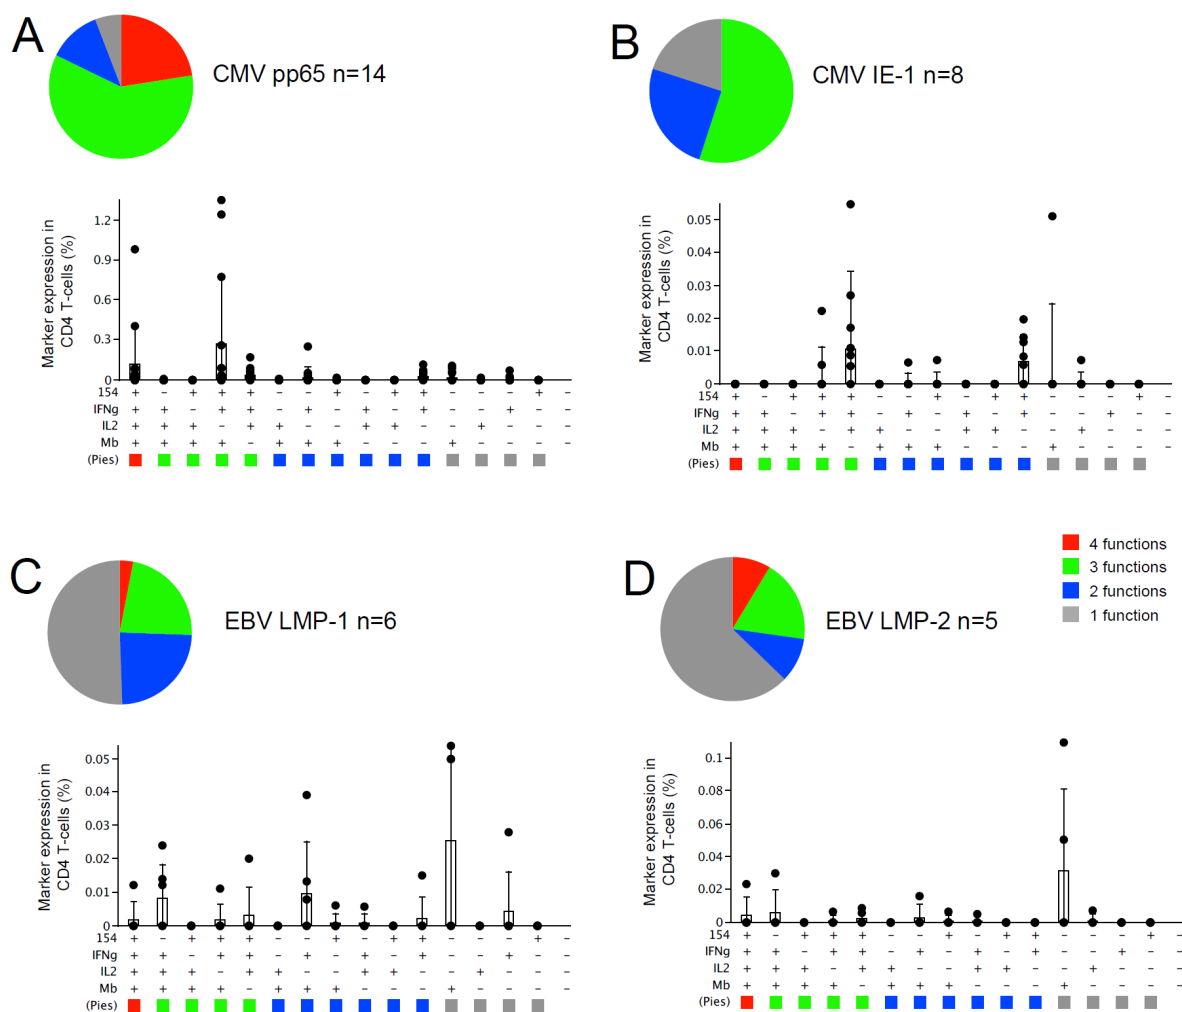 A
CMV pp65 n=14
Marker expression in
CD4 T-cells (%)
1.2
0.9
0.6
0.3
0
154 + − + + + − − + − + + − − − + −
IFNg + + − + + − + − + − + − − + − −
IL2 + + + − + + − − + + − − + − − −
Mb + + + + − + + + − − − + − − − −
(Pies)
B
CMV IE-1 n=8
Marker expression in
CD4 T-cells (%)
0.05
0.04
0.03
0.02
0.01
0
154 + − + + + − − + − + + − − − + −
IFNg + + − + + − + − + − + − − + − −
IL2 + + + − + + − − + + − − + − − −
Mb + + + + − + + + − − − + − − − −
(Pies)
C
EBV LMP-1 n=6
Marker expression in
CD4 T-cells (%)
0.05
0.04
0.03
0.02
0.01
0
154 + − + + + − − + − + + − − − + −
IFNg + + − + + − + − + − + − − + − −
IL2 + + + − + + − − + + − − + − − −
Mb + + + + − + + + − − − + − − − −
(Pies)
D
EBV LMP-2 n=5
4 functions
3 functions
2 functions
1 function
Marker expression in
CD4 T-cells (%)
0.1
0.08
0.06
0.04
0.02
0
154 + − + + + − − + − + + − − − + −
IFNg + + − + + − + − + − + − − + − −
IL2 + + + − + + − − + + − − + − − −
Mb + + + + − + + + − − − + − − − −
(Pies)